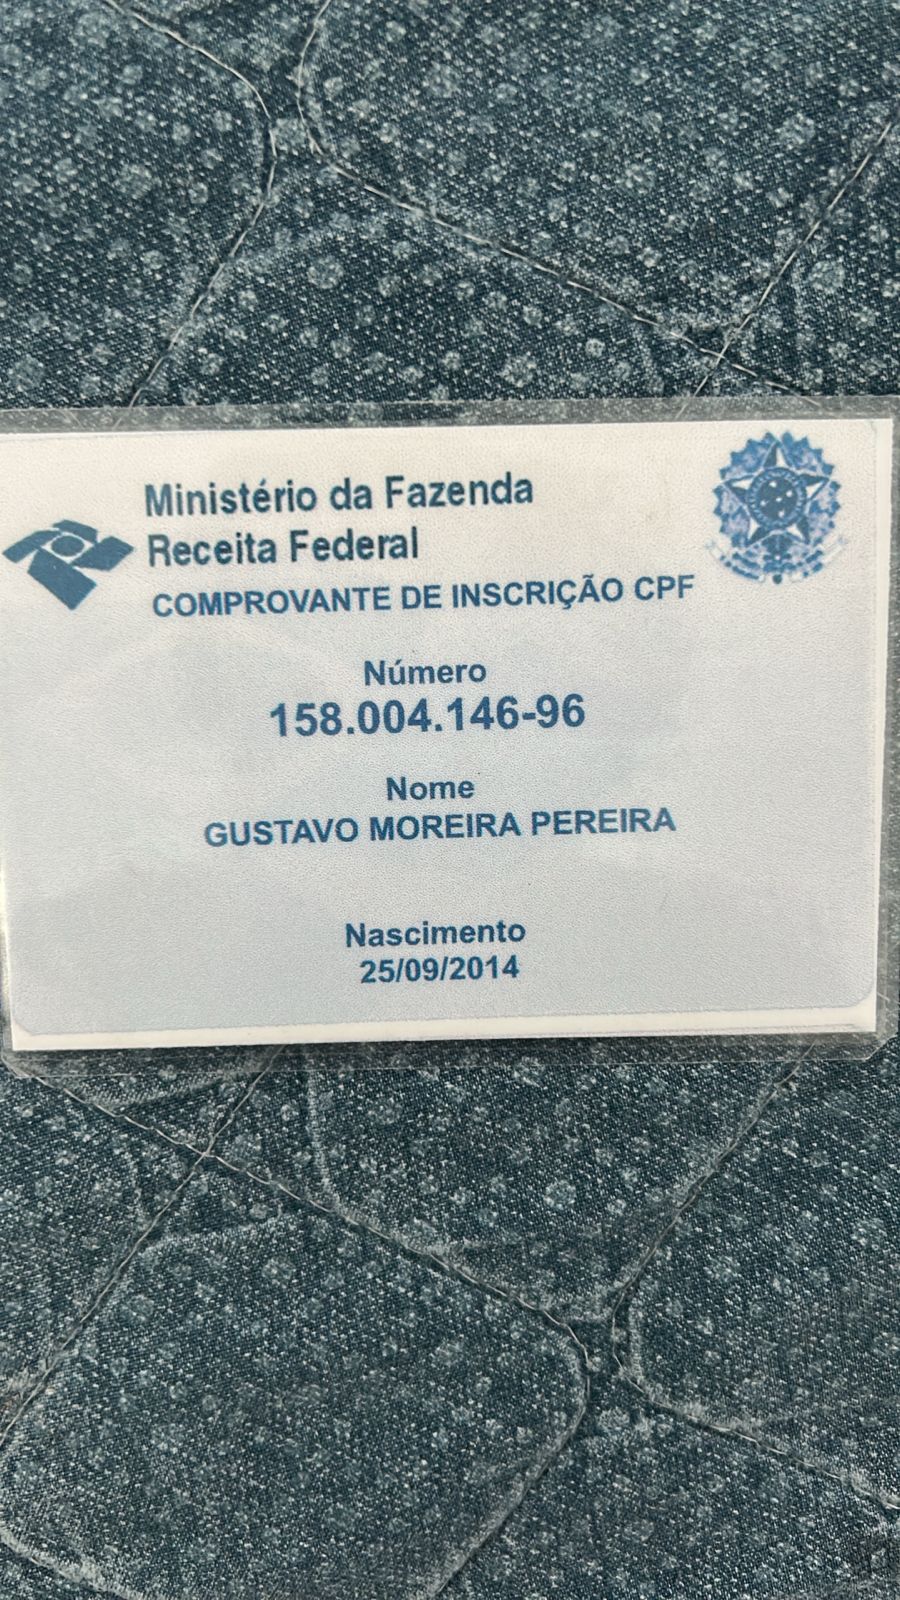 Ministério da Fazenda
Receita Federal
COMPROVANTE DE INSCRIÇÃO CPF
Número
158.004.146-96
Nome
GUSTAVO MOREIRA PEREIRA
Nascimento
25/09/2014